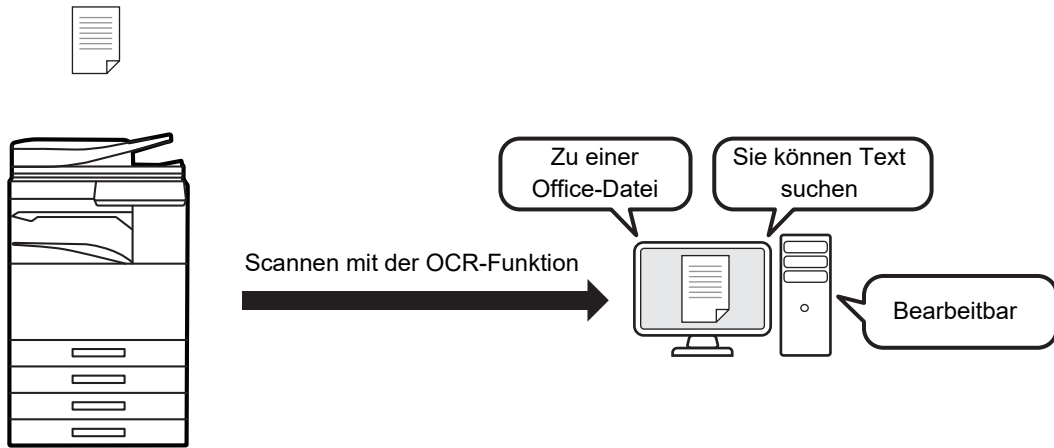 Zu einer
Office-Datei
Sie können Text
suchen
Scannen mit der OCR-Funktion
Bearbeitbar